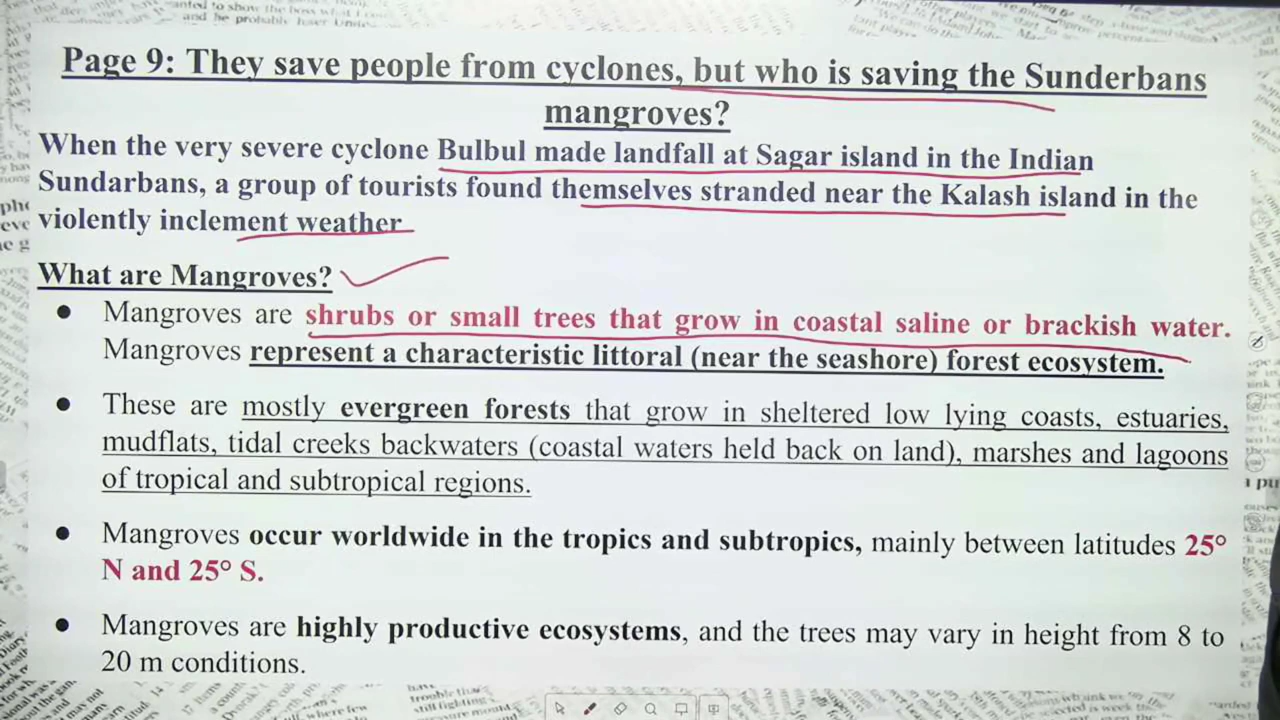 Page 9: They save people from cyclones, but who is saving the Sunderbans
mangroves?
When the very severe cyclone Bulbul made landfall at Sagar island in the Indian
Sundarbans, a group of tourists found themselves stranded near the Kalash island in the
violently inclement weather
What are Mangroves?
● Mangroves are shrubs or small trees that grow in coastal saline or brackish water.
Mangroves represent a characteristic littoral (near the seashore) forest ecosystem.
● These are mostly evergreen forests that grow in sheltered low lying coasts, estuaries,
mudflats, tidal creeks backwaters (coastal waters held back on land), marshes and lagoons
of tropical and subtropical regions.
● Mangroves occur worldwide in the tropics and subtropics, mainly between latitudes 25°
N and 25° S.
● Mangroves are highly productive ecosystems, and the trees may vary in height from 8 to
20 m conditions.